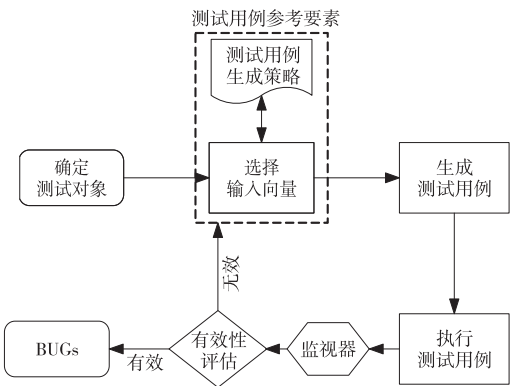 测试用例参考要素
测试用例
生成策略
确定
测试对象
选择
输入向量
生成
测试用例
无效
BUGs
有效
有效性
评估
监视器
执行
测试用例